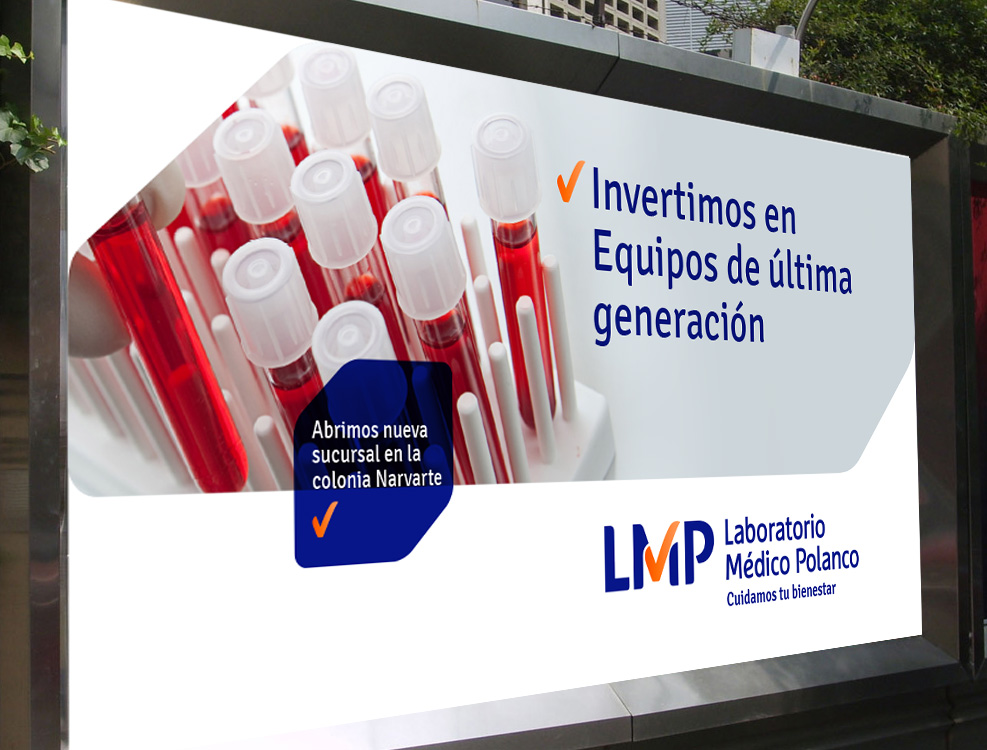 Invertimos en
Equipos de última
generación
Abrimos nueva
sucursal en la
colonia Narvarte
LMP
Laboratorio
Médico Polanco
Cuidamos tu bienestar